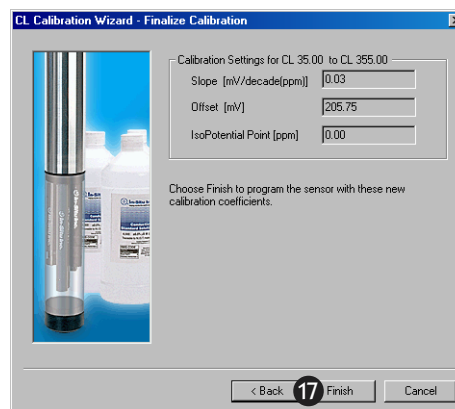 CL Calibration Wizard - Finalize Calibration
Calibration Settings for CL 35.00 to CL 355.00
Slope [mV/decade(ppm)] 0.03
Offset [mV] 205.75
IsoPotential Point [ppm] 0.00
Choose Finish to program the sensor with these new
calibration coefficients.
< Back 17 Finish Cancel